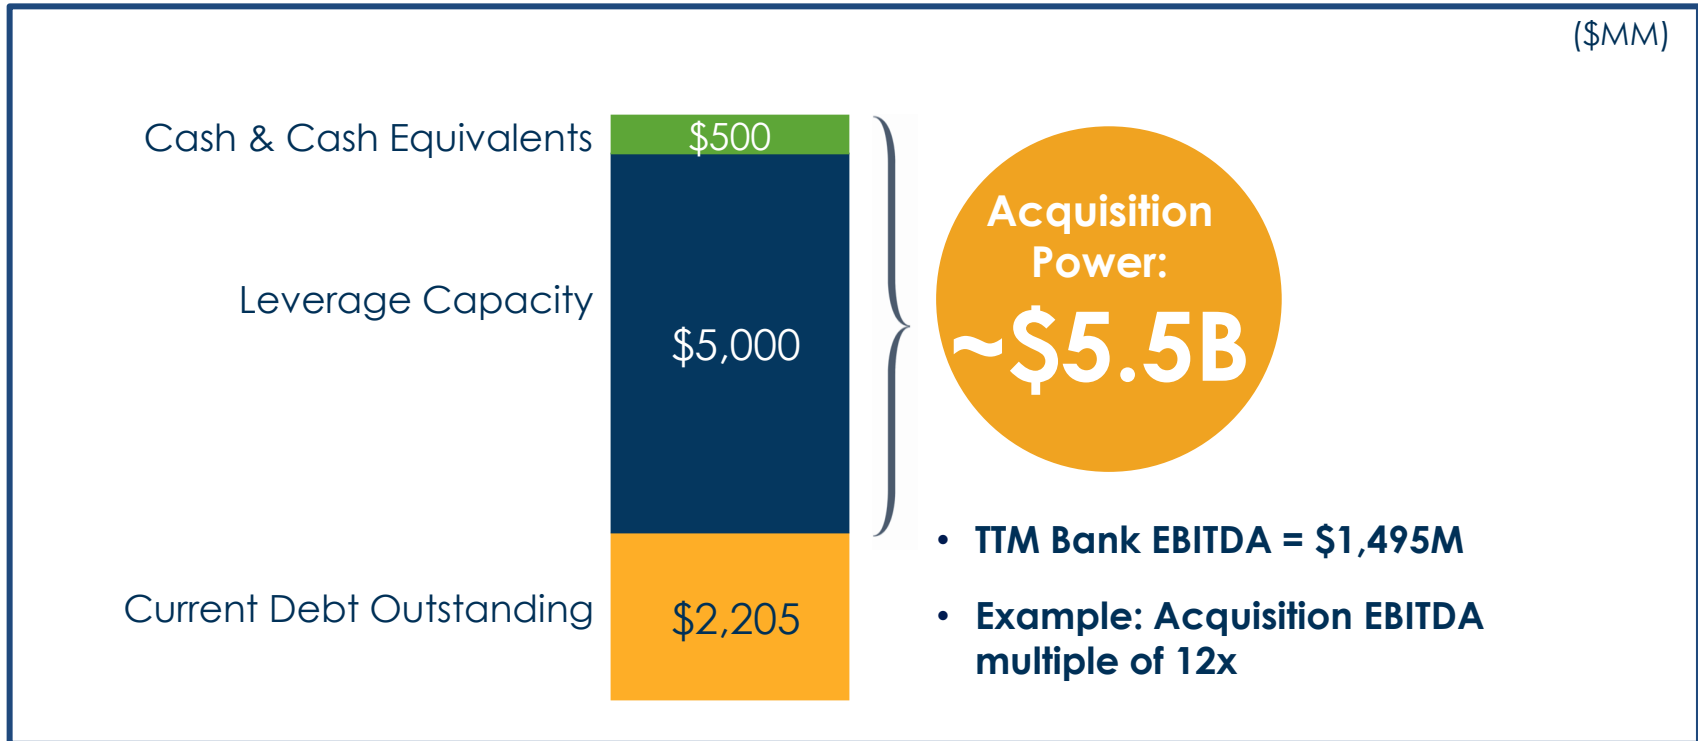 ($MM)
Cash & Cash Equivalents
$500
Leverage Capacity
$5,000
Current Debt Outstanding
$2,205
Acquisition
Power:
~$5.5B
• TTM Bank EBITDA = $1,495M
• Example: Acquisition EBITDA
multiple of 12x